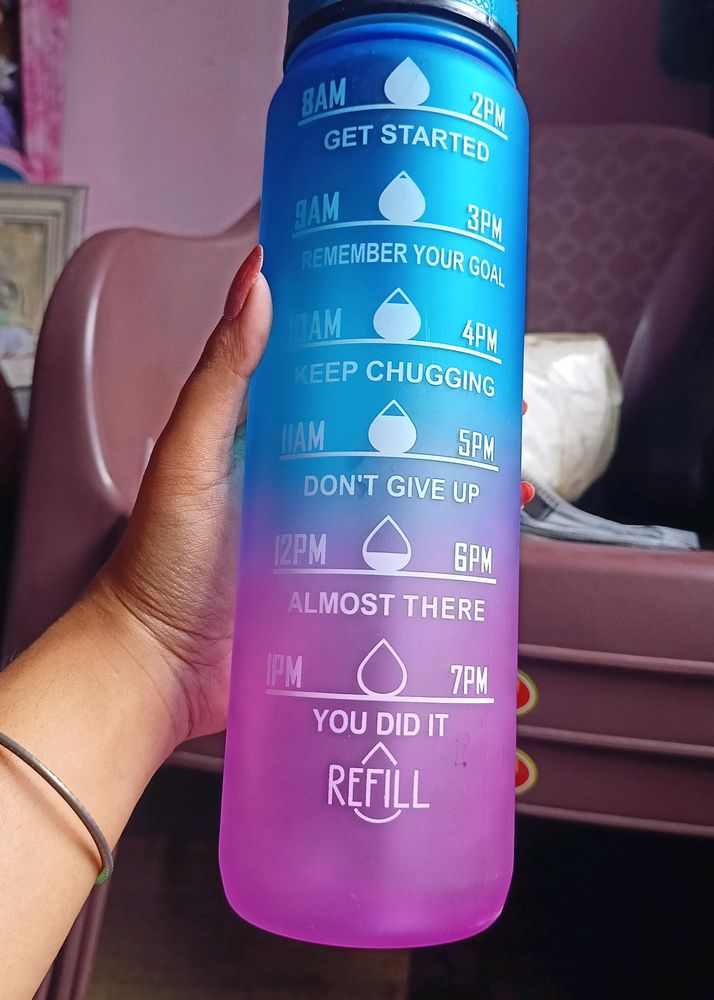 8AM 2PM
GET STARTED
9AM 3PM
REMEMBER YOUR GOAL
10AM 4PM
KEEP CHUGGING
11AM 5PM
DON'T GIVE UP
12PM 6PM
ALMOST THERE
1PM 7PM
YOU DID IT
REFILL